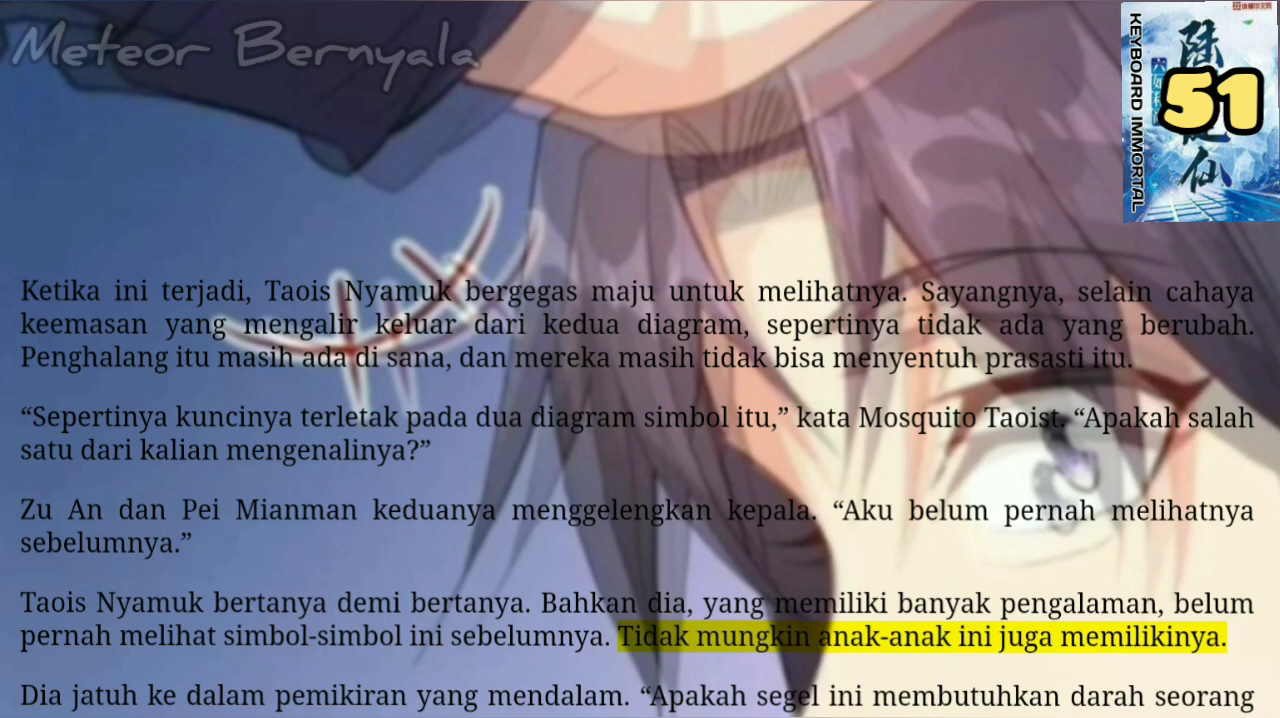 Meteor Bernyala
KEYBOARD IMMORTAL
51
Ketika ini terjadi, Taois Nyamuk bergegas maju untuk melihatnya. Sayangnya, selain cahaya
keemasan yang mengalir keluar dari kedua diagram, sepertinya tidak ada yang berubah.
Penghalang itu masih ada di sana, dan mereka masih tidak bisa menyentuh prasasti itu.
“Sepertinya kuncinya terletak pada dua diagram simbol itu,” kata Mosquito Taoist. “Apakah salah
satu dari kalian mengenalinya?”
Zu An dan Pei Mianman keduanya menggelengkan kepala. “Aku belum pernah melihatnya
sebelumnya.”
Taois Nyamuk bertanya demi bertanya. Bahkan dia, yang memiliki banyak pengalaman, belum
pernah melihat simbol-simbol ini sebelumnya. Tidak mungkin anak-anak ini juga memilikinya.
Dia jatuh ke dalam pemikiran yang mendalam. “Apakah segel ini membutuhkan darah seorang